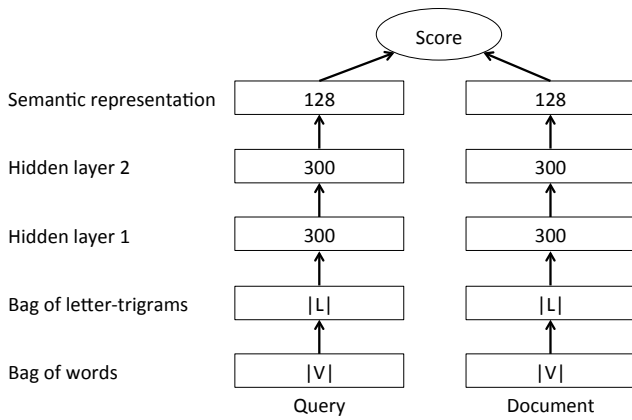 Score
Semantic representation 128 128
Hidden layer 2 300 300
Hidden layer 1 300 300
Bag of letter-trigrams |L| |L|
Bag of words |V| |V|
Query Document